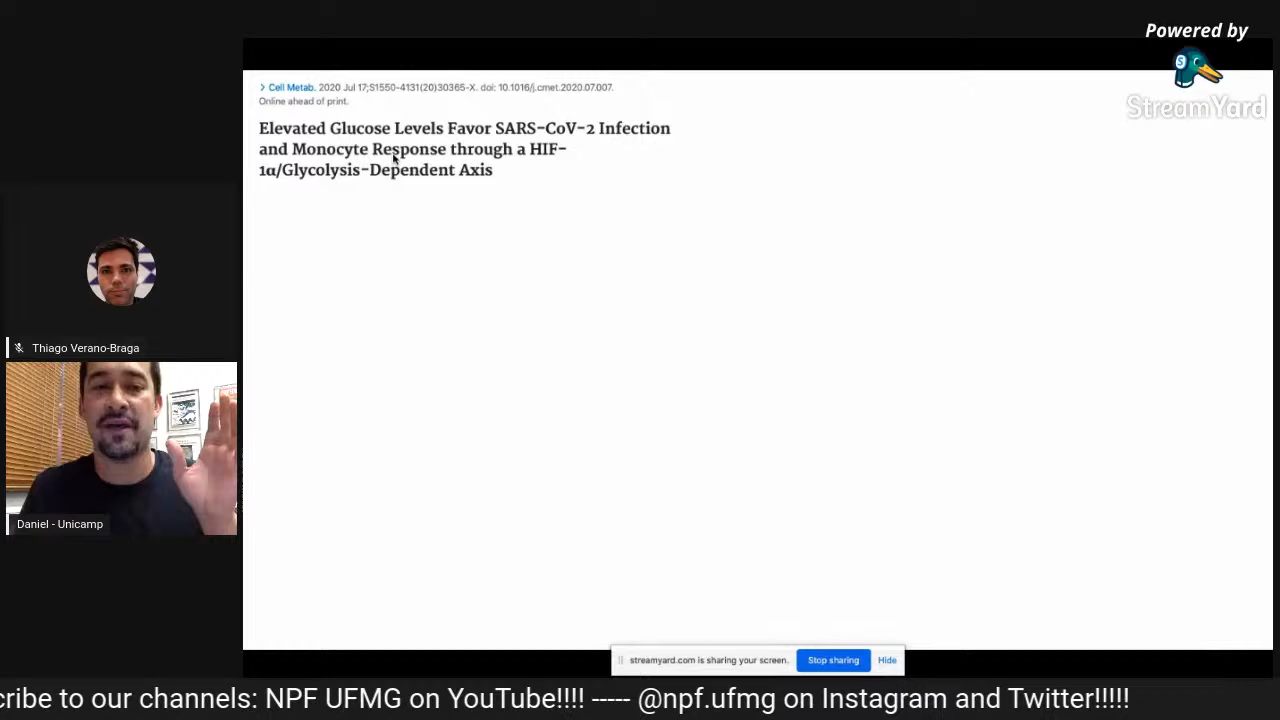 Powered by
StreamYard
> Cell Metab. 2020 Jul 17;S1550-4131(20)30365-X. doi: 10.1016/j.cmet.2020.07.007.
Online ahead of print.
Elevated Glucose Levels Favor SARS-CoV-2 Infection
and Monocyte Response through a HIF-
1α/Glycolysis-Dependent Axis
Thiago Verano-Braga
Daniel - Unicamp
streamyard.com is sharing your screen. Stop sharing Hide
cribe to our channels: NPF UFMG on YouTube!!!! ----- @npf.ufmg on Instagram and Twitter!!!!!